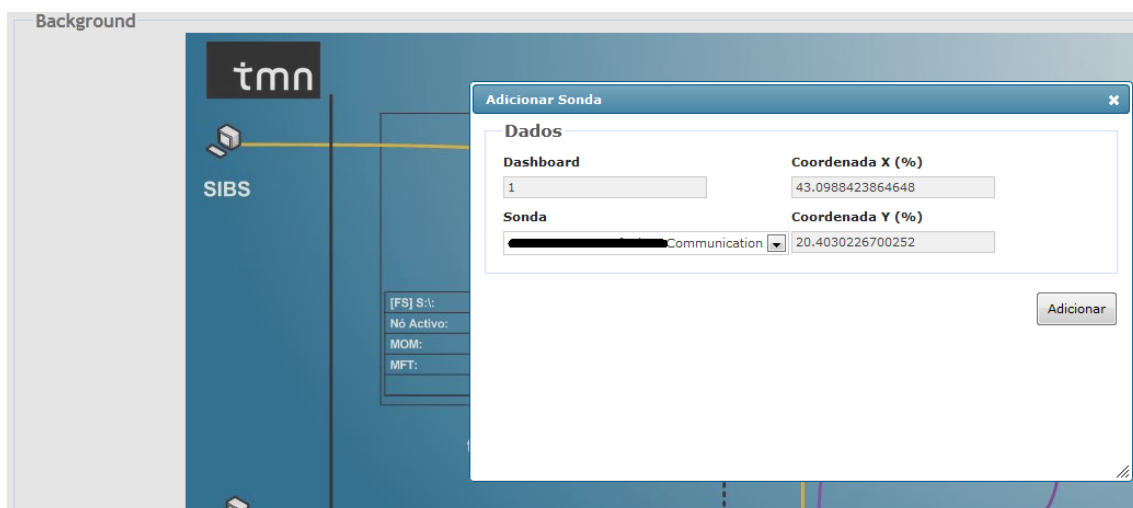 Background
tmn
SIBS
[FS] S:\:
Nó Activo:
MOM:
MFT:
Adicionar Sonda
Dados
Dashboard
Coordenada X (%)
1
43.0988423864648
Sonda
Coordenada Y (%)
Communication
20.4030226700252
Adicionar